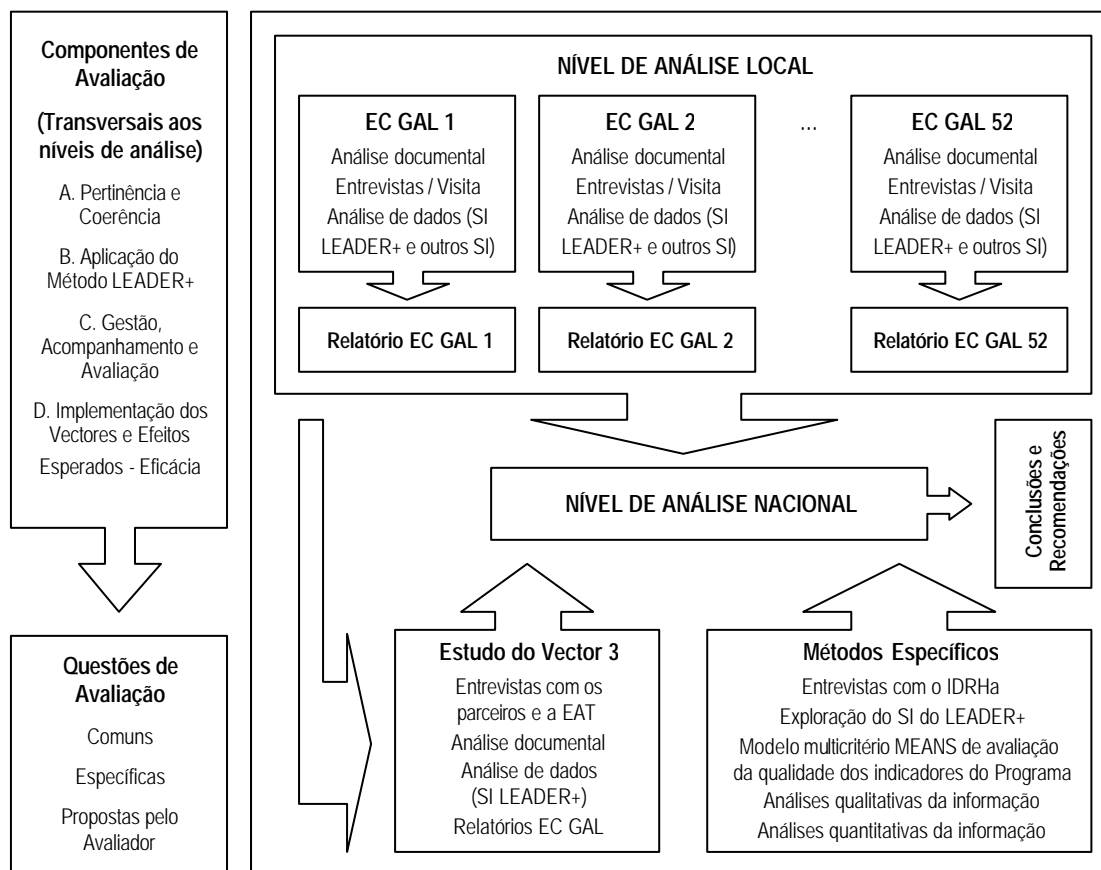 Componentes de
Avaliação
(Transversais aos
níveis de análise)
A. Pertinência e
Coerência
B. Aplicação do
Método LEADER+
C. Gestão,
Acompanhamento e
Avaliação
D. Implementação dos
Vectores e Efeitos
Esperados - Eficácia
Questões de
Avaliação
Comuns
Específicas
Propostas pelo
Avaliador
NÍVEL DE ANÁLISE LOCAL
EC GAL 1
Análise documental
Entrevistas / Visita
Análise de dados (SI
LEADER+ e outros SI)
Relatório EC GAL 1
EC GAL 2
Análise documental
Entrevistas / Visita
Análise de dados (SI
LEADER+ e outros SI)
Relatório EC GAL 2
...
EC GAL 52
Análise documental
Entrevistas / Visita
Análise de dados (SI
LEADER+ e outros SI)
Relatório EC GAL 52
NÍVEL DE ANÁLISE NACIONAL
Conclusões e
Recomendações
Estudo do Vector 3
Entrevistas com os
parceiros e a EAT
Análise documental
Análise de dados
(SI LEADER+)
Relatórios EC GAL
Métodos Específicos
Entrevistas com o IDRHa
Exploração do SI do LEADER+
Modelo multicritério MEANS de avaliação
da qualidade dos indicadores do Programa
Análises qualitativas da informação
Análises quantitativas da informação